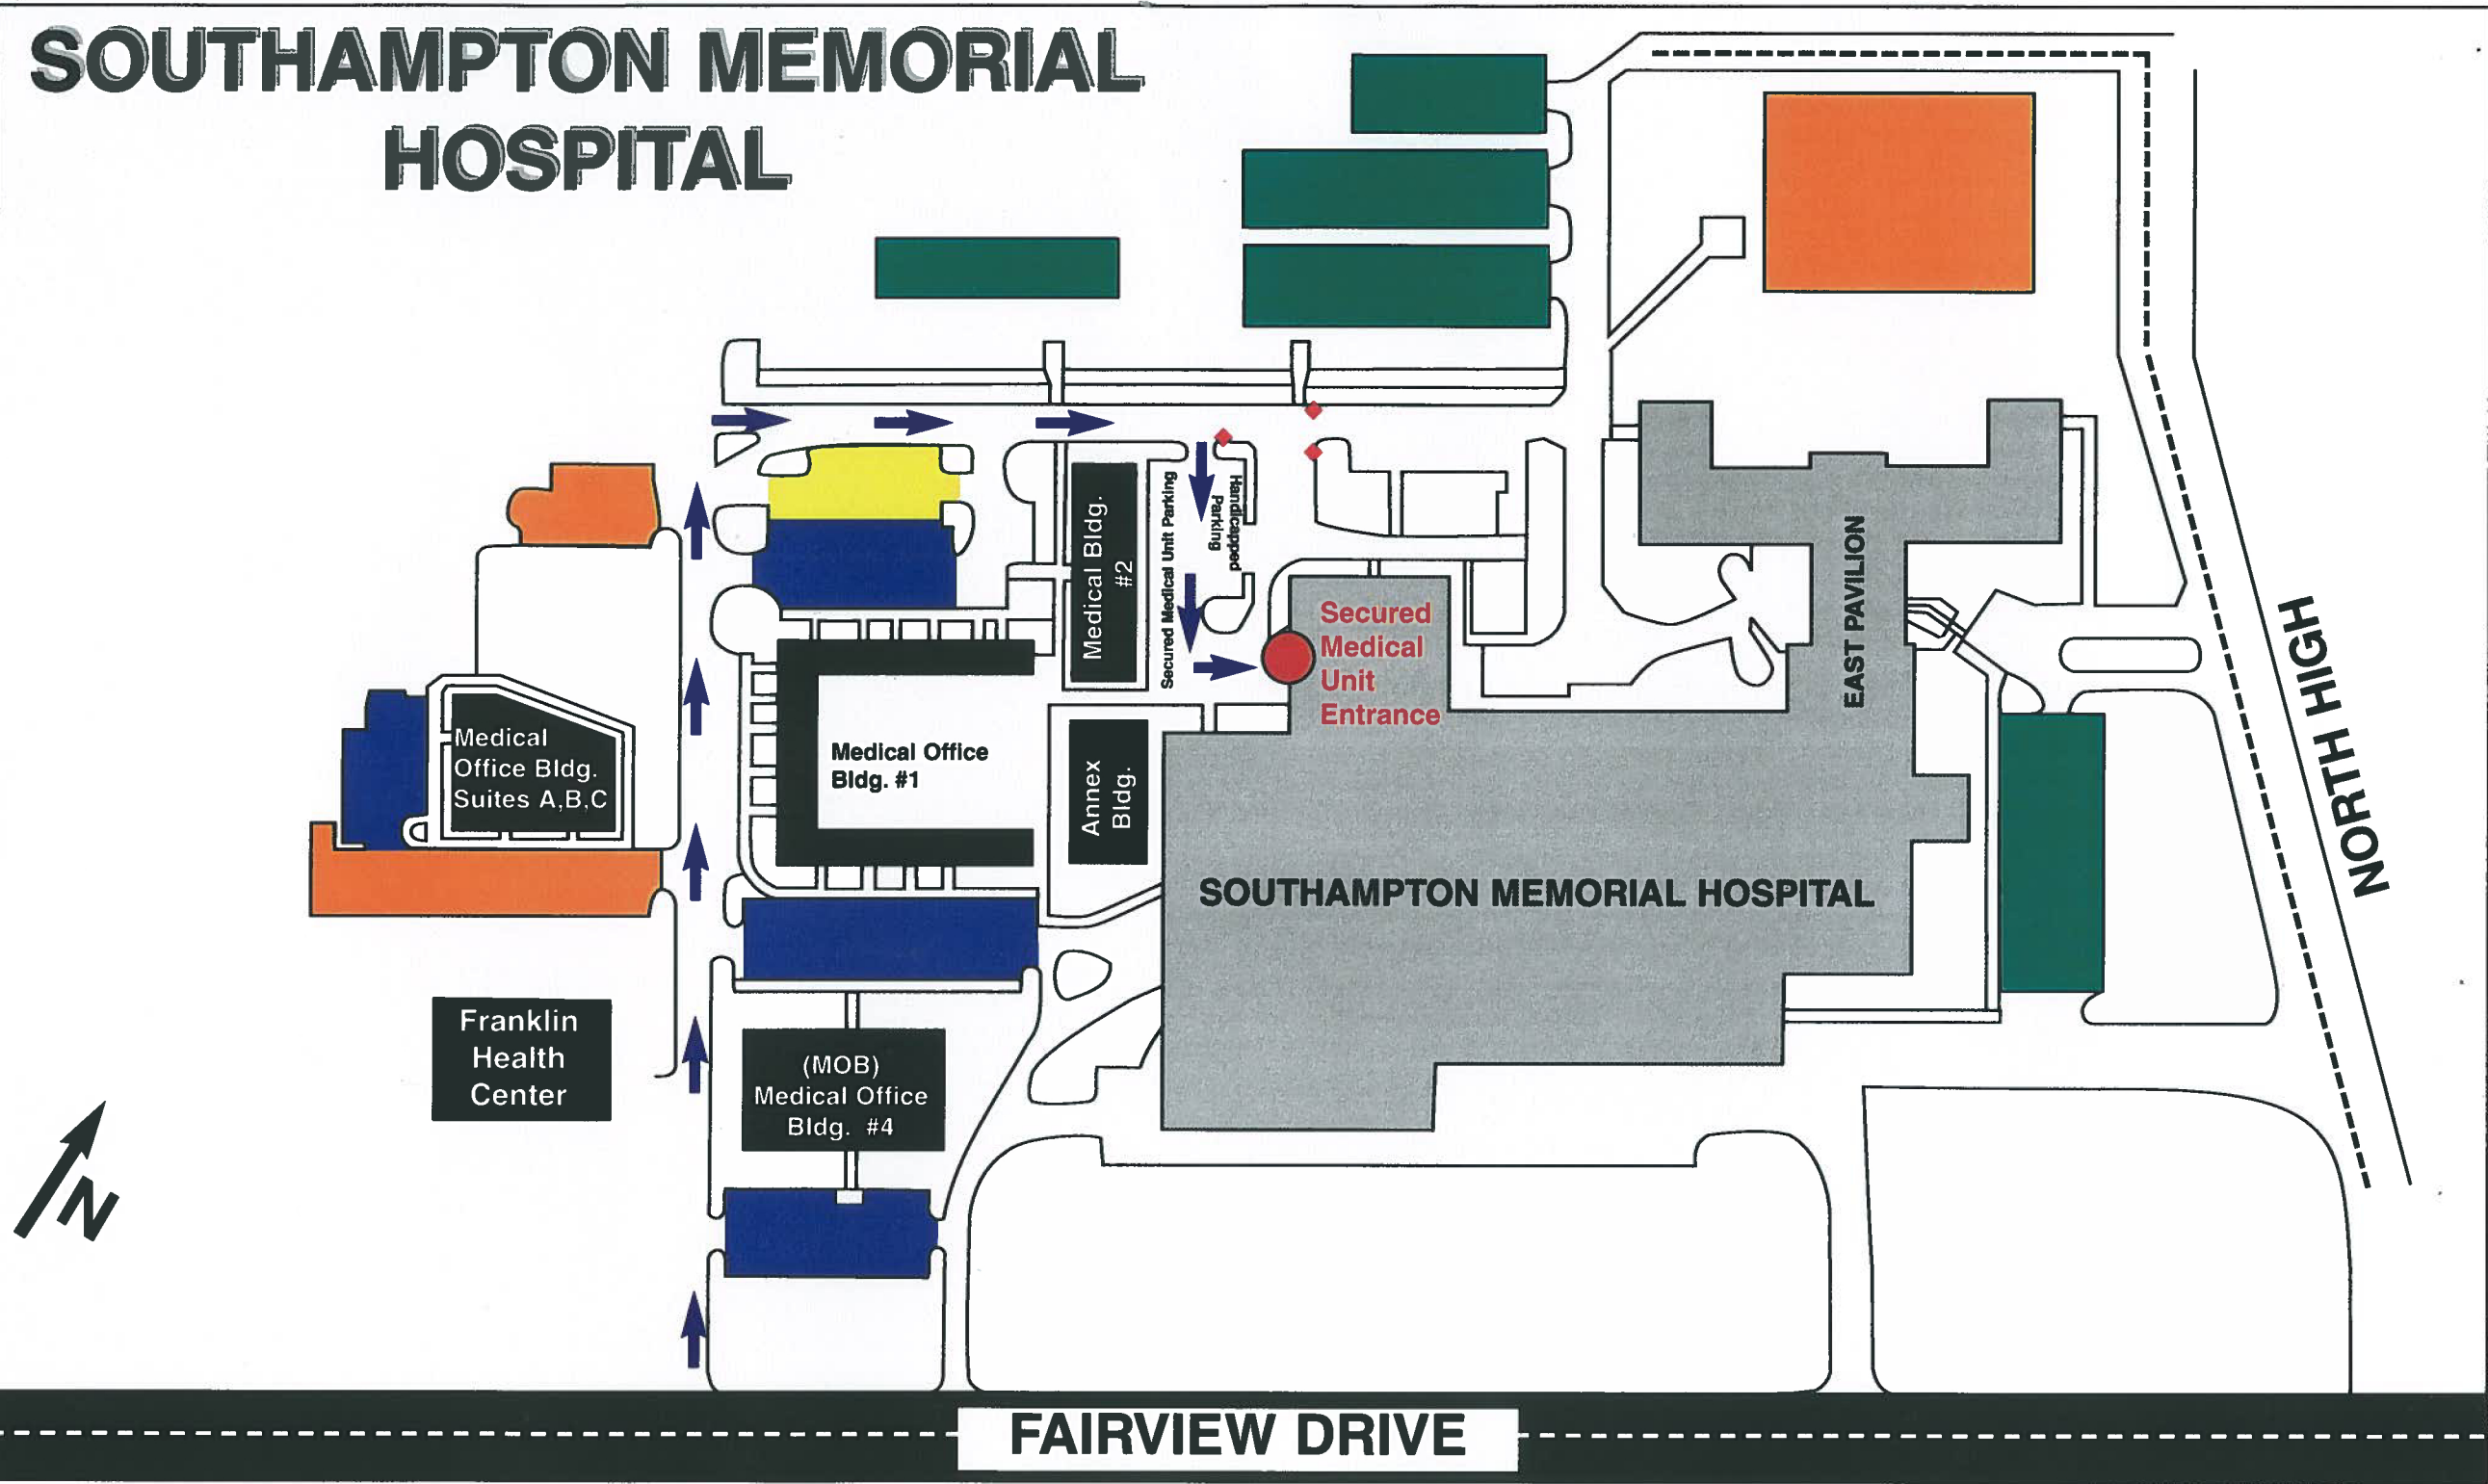 SOUTHAMPTON MEMORIAL
HOSPITAL
Medical Bldg.
#2
Secured Medical Unit Parking
Handicapped
Parking
Secured
Medical
Unit
Entrance
EAST PAVILION
NORTH HIGH
Medical
Office Bldg.
Suites A,B,C
Medical Office
Bldg. #1
Annex
Bldg.
SOUTHAMPTON MEMORIAL HOSPITAL
Franklin
Health
Center
(MOB)
Medical Office
Bldg. #4
N
FAIRVIEW DRIVE